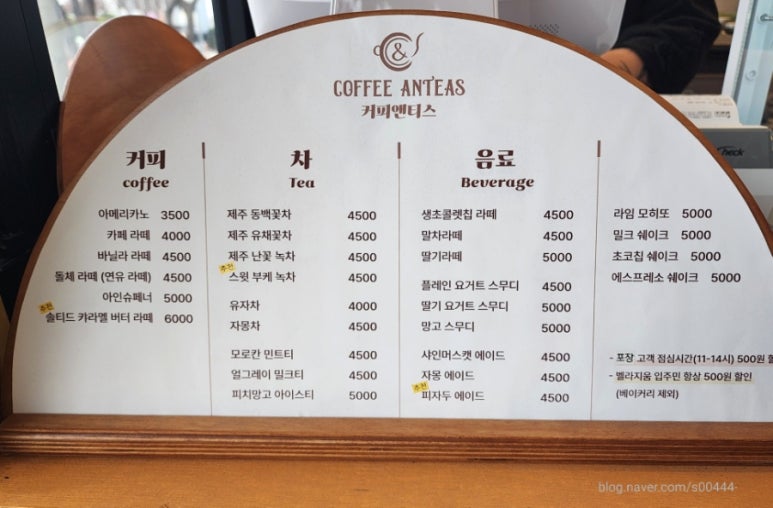 COFFEE ANTEAS
커피앤티스
커피
coffee
아메리카노 3500
카페 라떼 4000
바닐라 라떼 4500
돌체 라떼 (연유 라떼) 4500
아인슈페너 5000
추천
솔티드 캬라멜 버터 라떼 6000
차
Tea
제주 동백꽃차 4500
제주 유채꽃차 4500
제주 난꽃 녹차 4500
추천
스윗 부케 녹차 4500
유자차 4000
자몽차 4500
모로칸 민트티 4500
얼그레이 밀크티 4500
피치망고 아이스티 5000
음료
Beverage
생초콜렛칩 라떼 4500
말차라떼 4500
딸기라떼 5000
플레인 요거트 스무디 4500
딸기 요거트 스무디 5000
망고 스무디 5000
샤인머스캣 에이드 4500
자몽 에이드 4500
추천
피자두 에이드 4500
라임 모히또 5000
밀크 쉐이크 5000
초코칩 쉐이크 5000
에스프레소 쉐이크 5000
- 포장 고객 점심시간(11-14시) 500원
- 벨라지움 입주민 항상 500원 할인
(베이커리 제외)
Check
blog.naver.com/s00444-